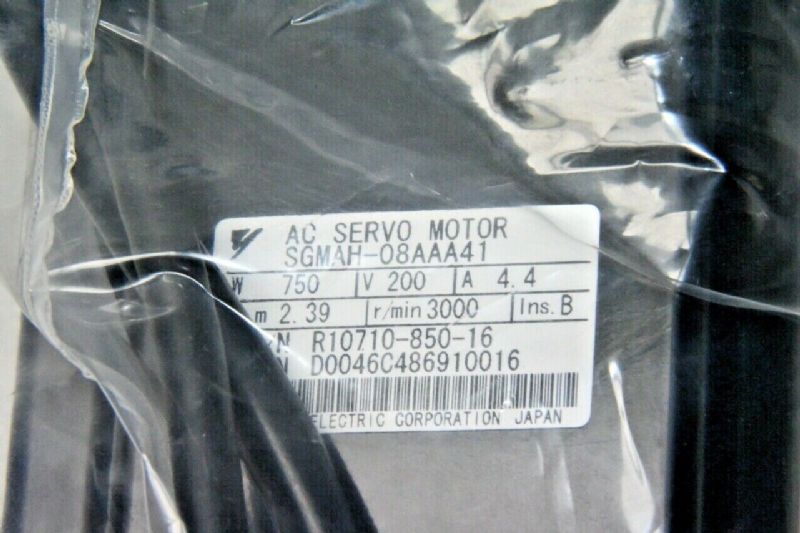 AC SERVO MOTOR
SGMAH-08AAA41
W 750 V 200 A 4.4
m 2.39 r/min 3000 Ins. B
N R10710-850-16
N D0046C486910016
ELECTRIC CORPORATION JAPAN